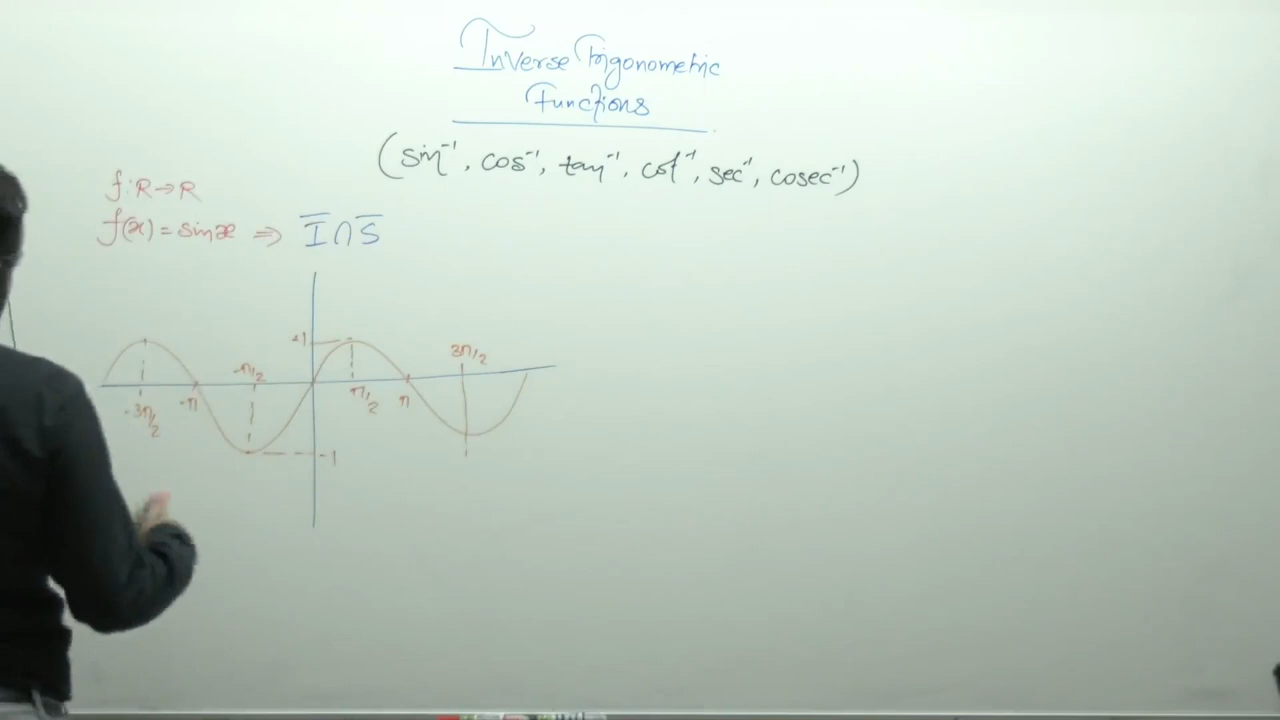 Inverse Trigonometric
Functions
(sin⁻¹, cos⁻¹, tan⁻¹, cot⁻¹, sec⁻¹, cosec⁻¹)
f: R→R
f(x) = sin x ⇒ I̅ ∩ S̅
+1
3π/2
-π/2
-3π/2
-π
π/2
π
-1